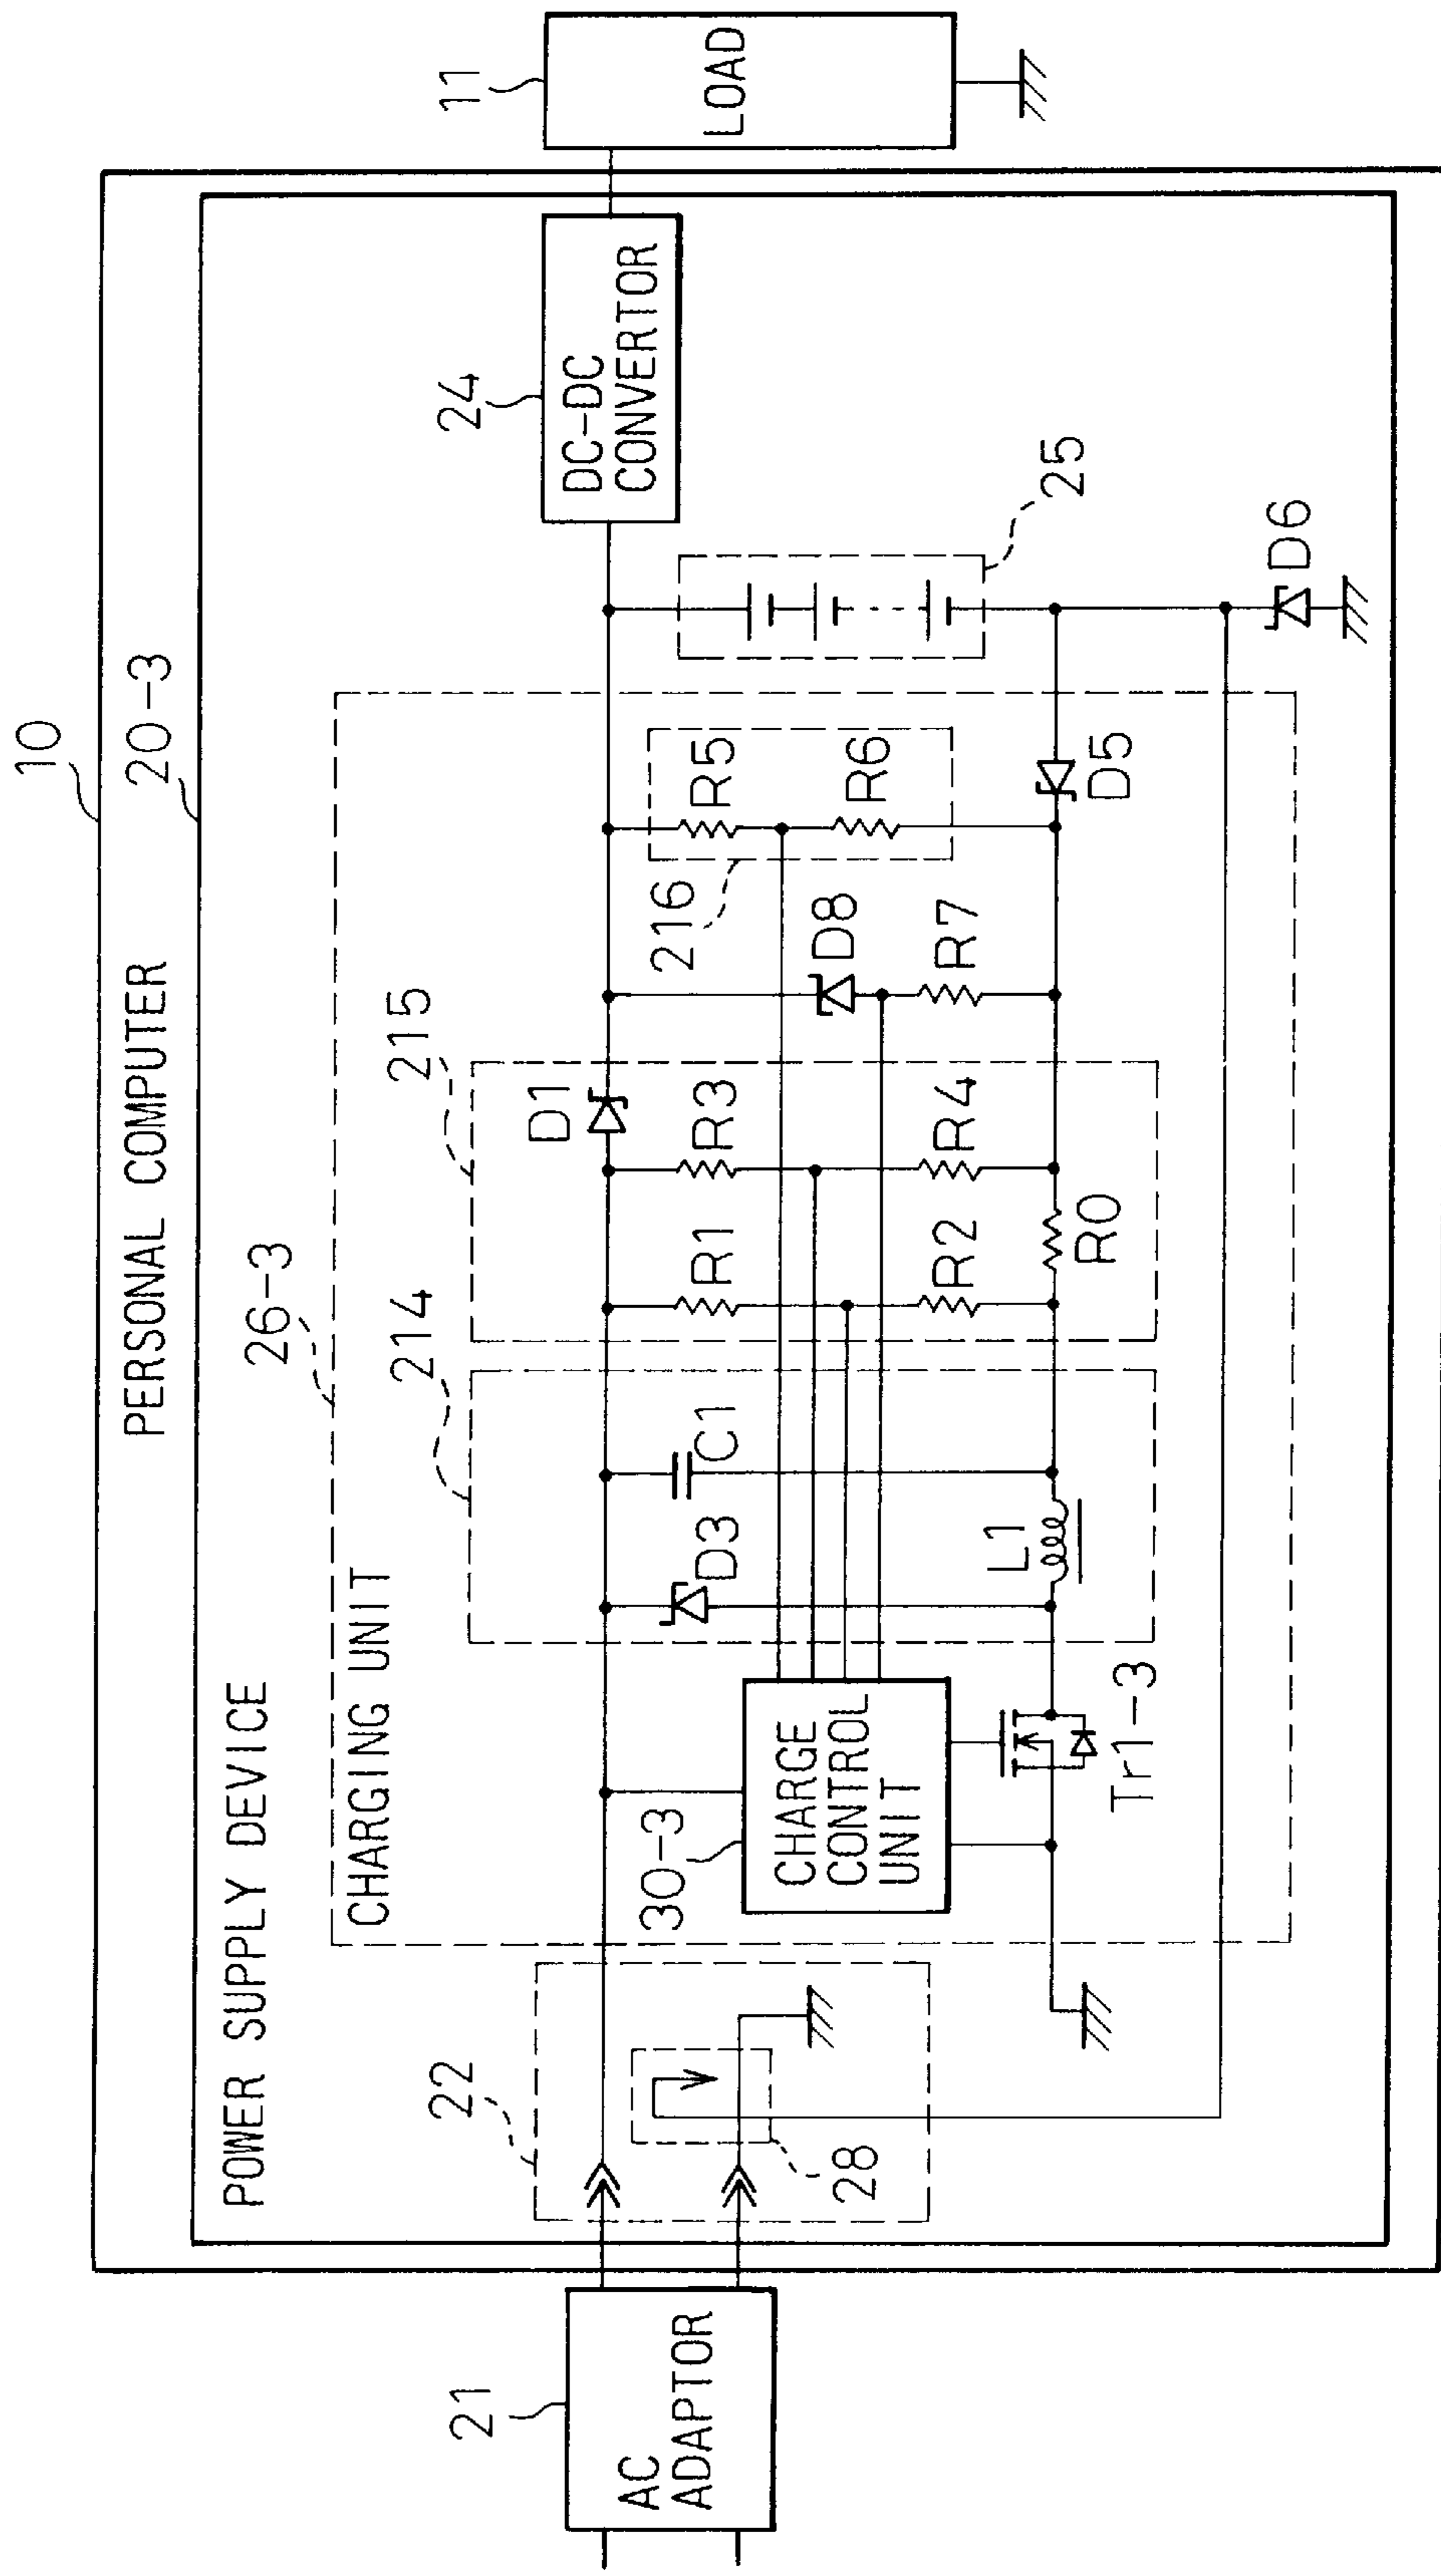 10
PERSONAL COMPUTER
20-3
POWER SUPPLY DEVICE
26-3
CHARGING UNIT
21
AC
ADAPTOR
22
28
30-3
CHARGE
CONTROL
UNIT
Tr1-3
214
D3
C1
L1
215
R1
R2
R3
R4
R0
D1
D8
R7
216
R5
R6
D5
25
D6
24
DC-DC
CONVERTOR
11
LOAD